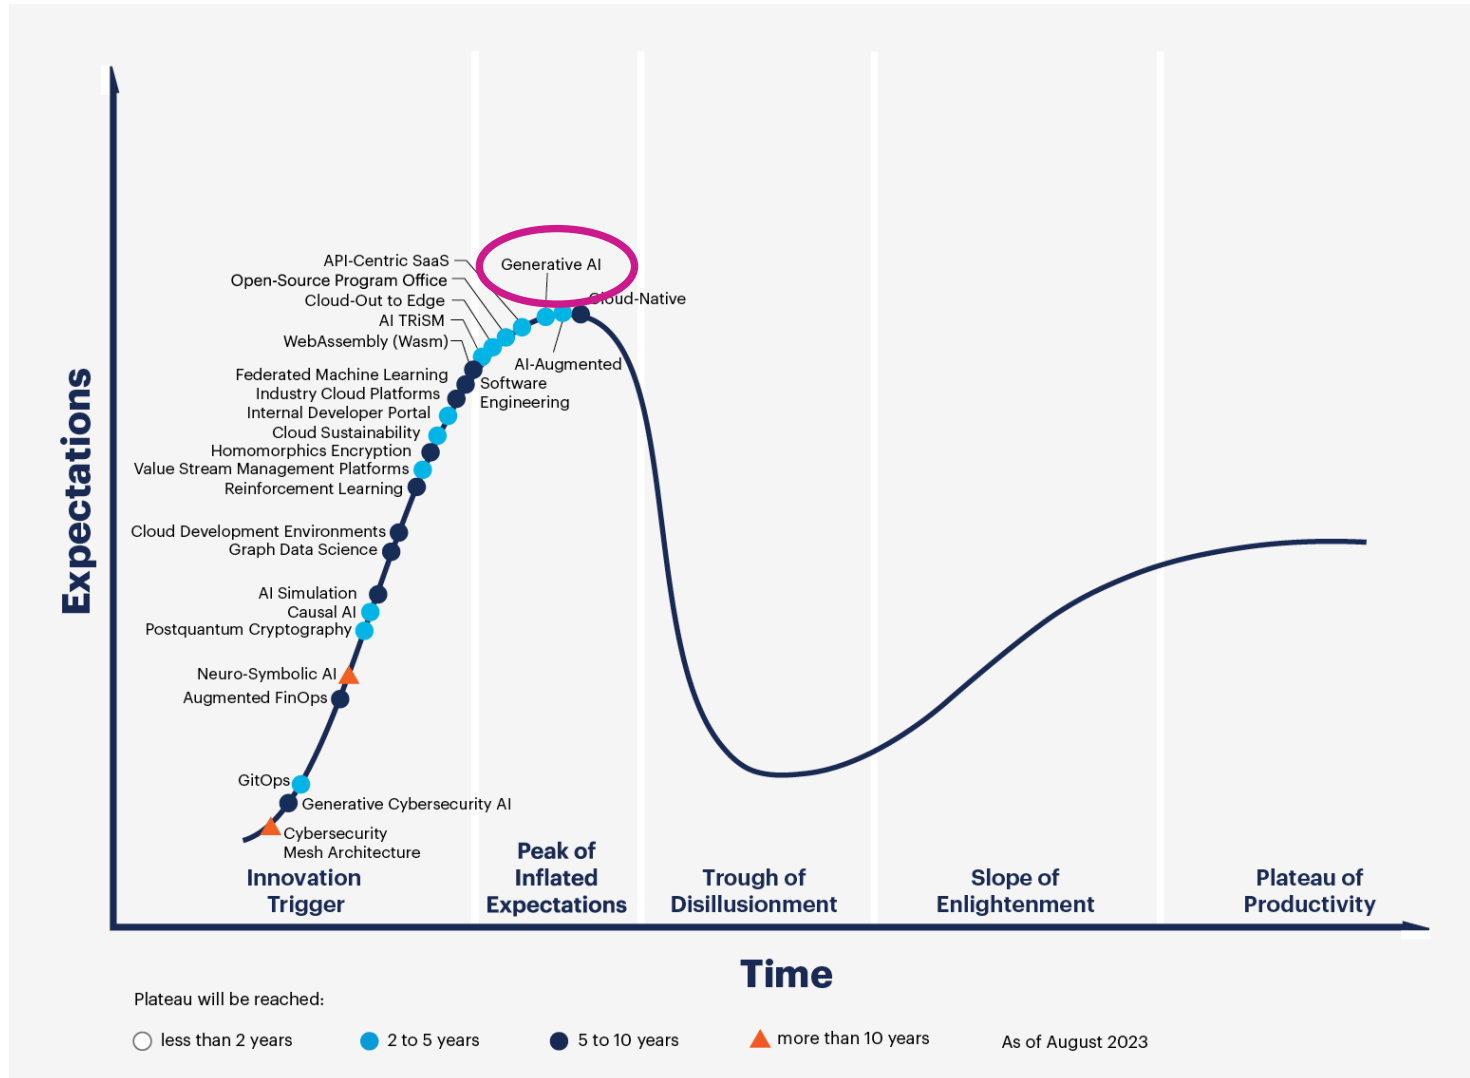 API-Centric SaaS
Generative AI
Open-Source Program Office
Cloud-Out to Edge
Cloud-Native
AI TRiSM
WebAssembly (Wasm)
AI-Augmented
Software
Engineering
Federated Machine Learning
Industry Cloud Platforms
Internal Developer Portal
Cloud Sustainability
Homomorphics Encryption
Value Stream Management Platforms
Reinforcement Learning
Cloud Development Environments
Graph Data Science
AI Simulation
Causal AI
Postquantum Cryptography
Neuro-Symbolic AI
Augmented FinOps
GitOps
Generative Cybersecurity AI
Cybersecurity
Mesh Architecture
Expectations
Innovation
Trigger
Peak of
Inflated
Expectations
Trough of
Disillusionment
Slope of
Enlightenment
Plateau of
Productivity
Time
Plateau will be reached:
less than 2 years
2 to 5 years
5 to 10 years
more than 10 years
As of August 2023